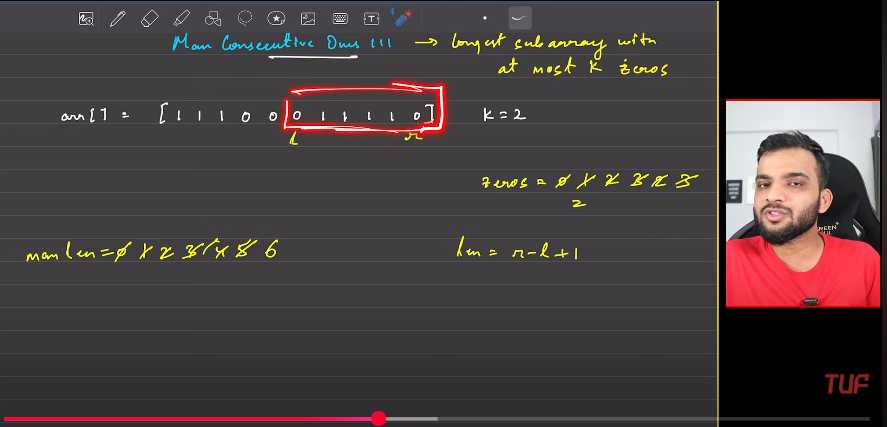 Max Consecutive Ones III → longest subarray with
at most K zeros
arr[] = [1 1 1 0 0 0 1 1 1 1 0] K=2
l r
zeros = 0 1 2 3 2 3
2
maxLen = 0 1 2 3 4 5 6
len = r-l+1
TUF